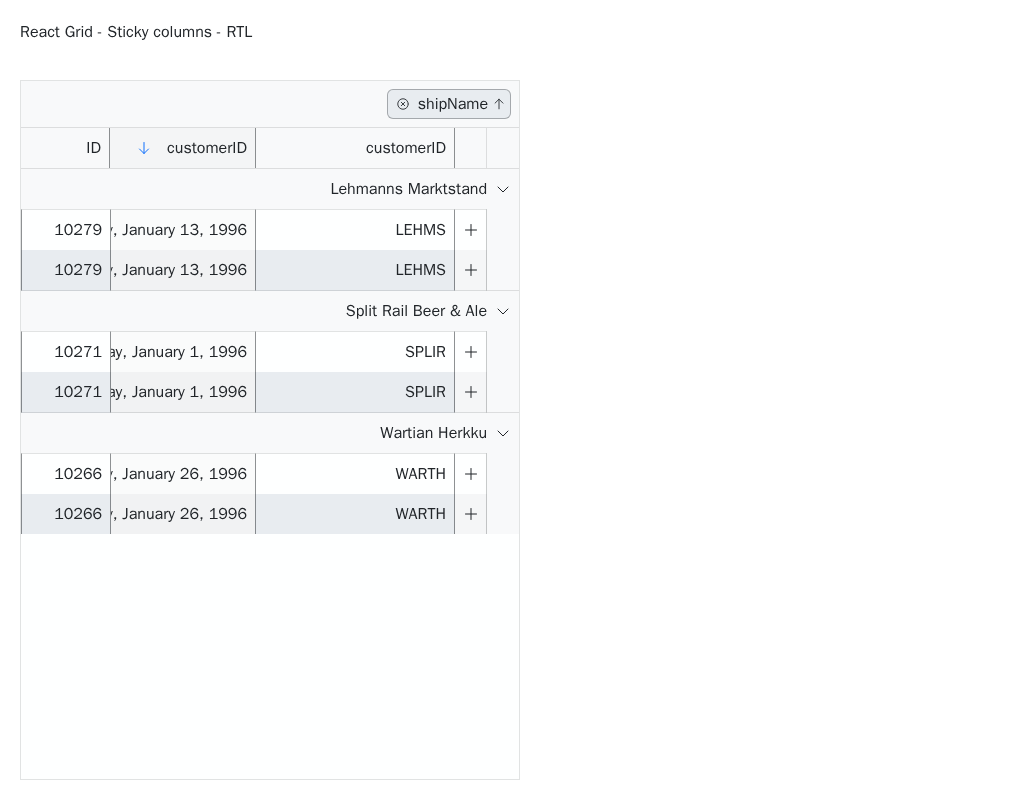 React Grid - Sticky columns - RTL
shipName
ID customerID customerID
Lehmanns Marktstand
10279 , January 13, 1996 LEHMS
10279 , January 13, 1996 LEHMS
Split Rail Beer & Ale
10271 ay, January 1, 1996 SPLIR
10271 ay, January 1, 1996 SPLIR
Wartian Herkku
10266 , January 26, 1996 WARTH
10266 , January 26, 1996 WARTH